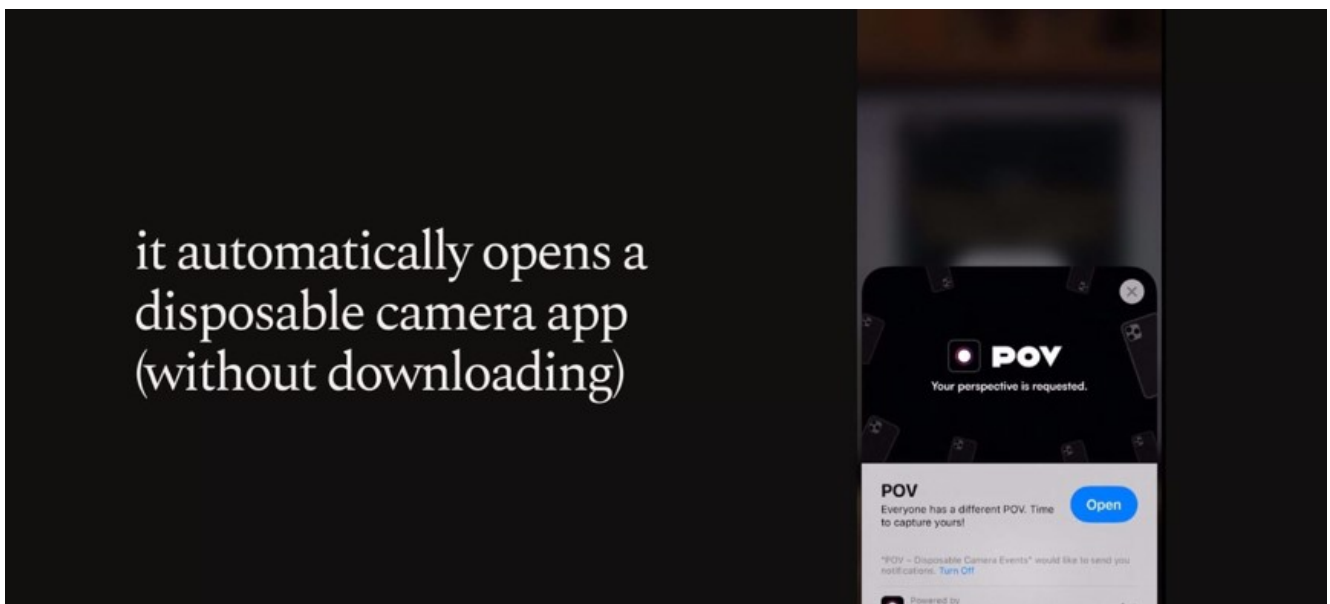 it automatically opens a
disposable camera app
(without downloading)
POV
Your perspective is requested.
POV
Everyone has a different POV. Time
to capture yours!
Open
"POV – Disposable Camera Events" would like to send you
notifications. Turn Off
Powered by